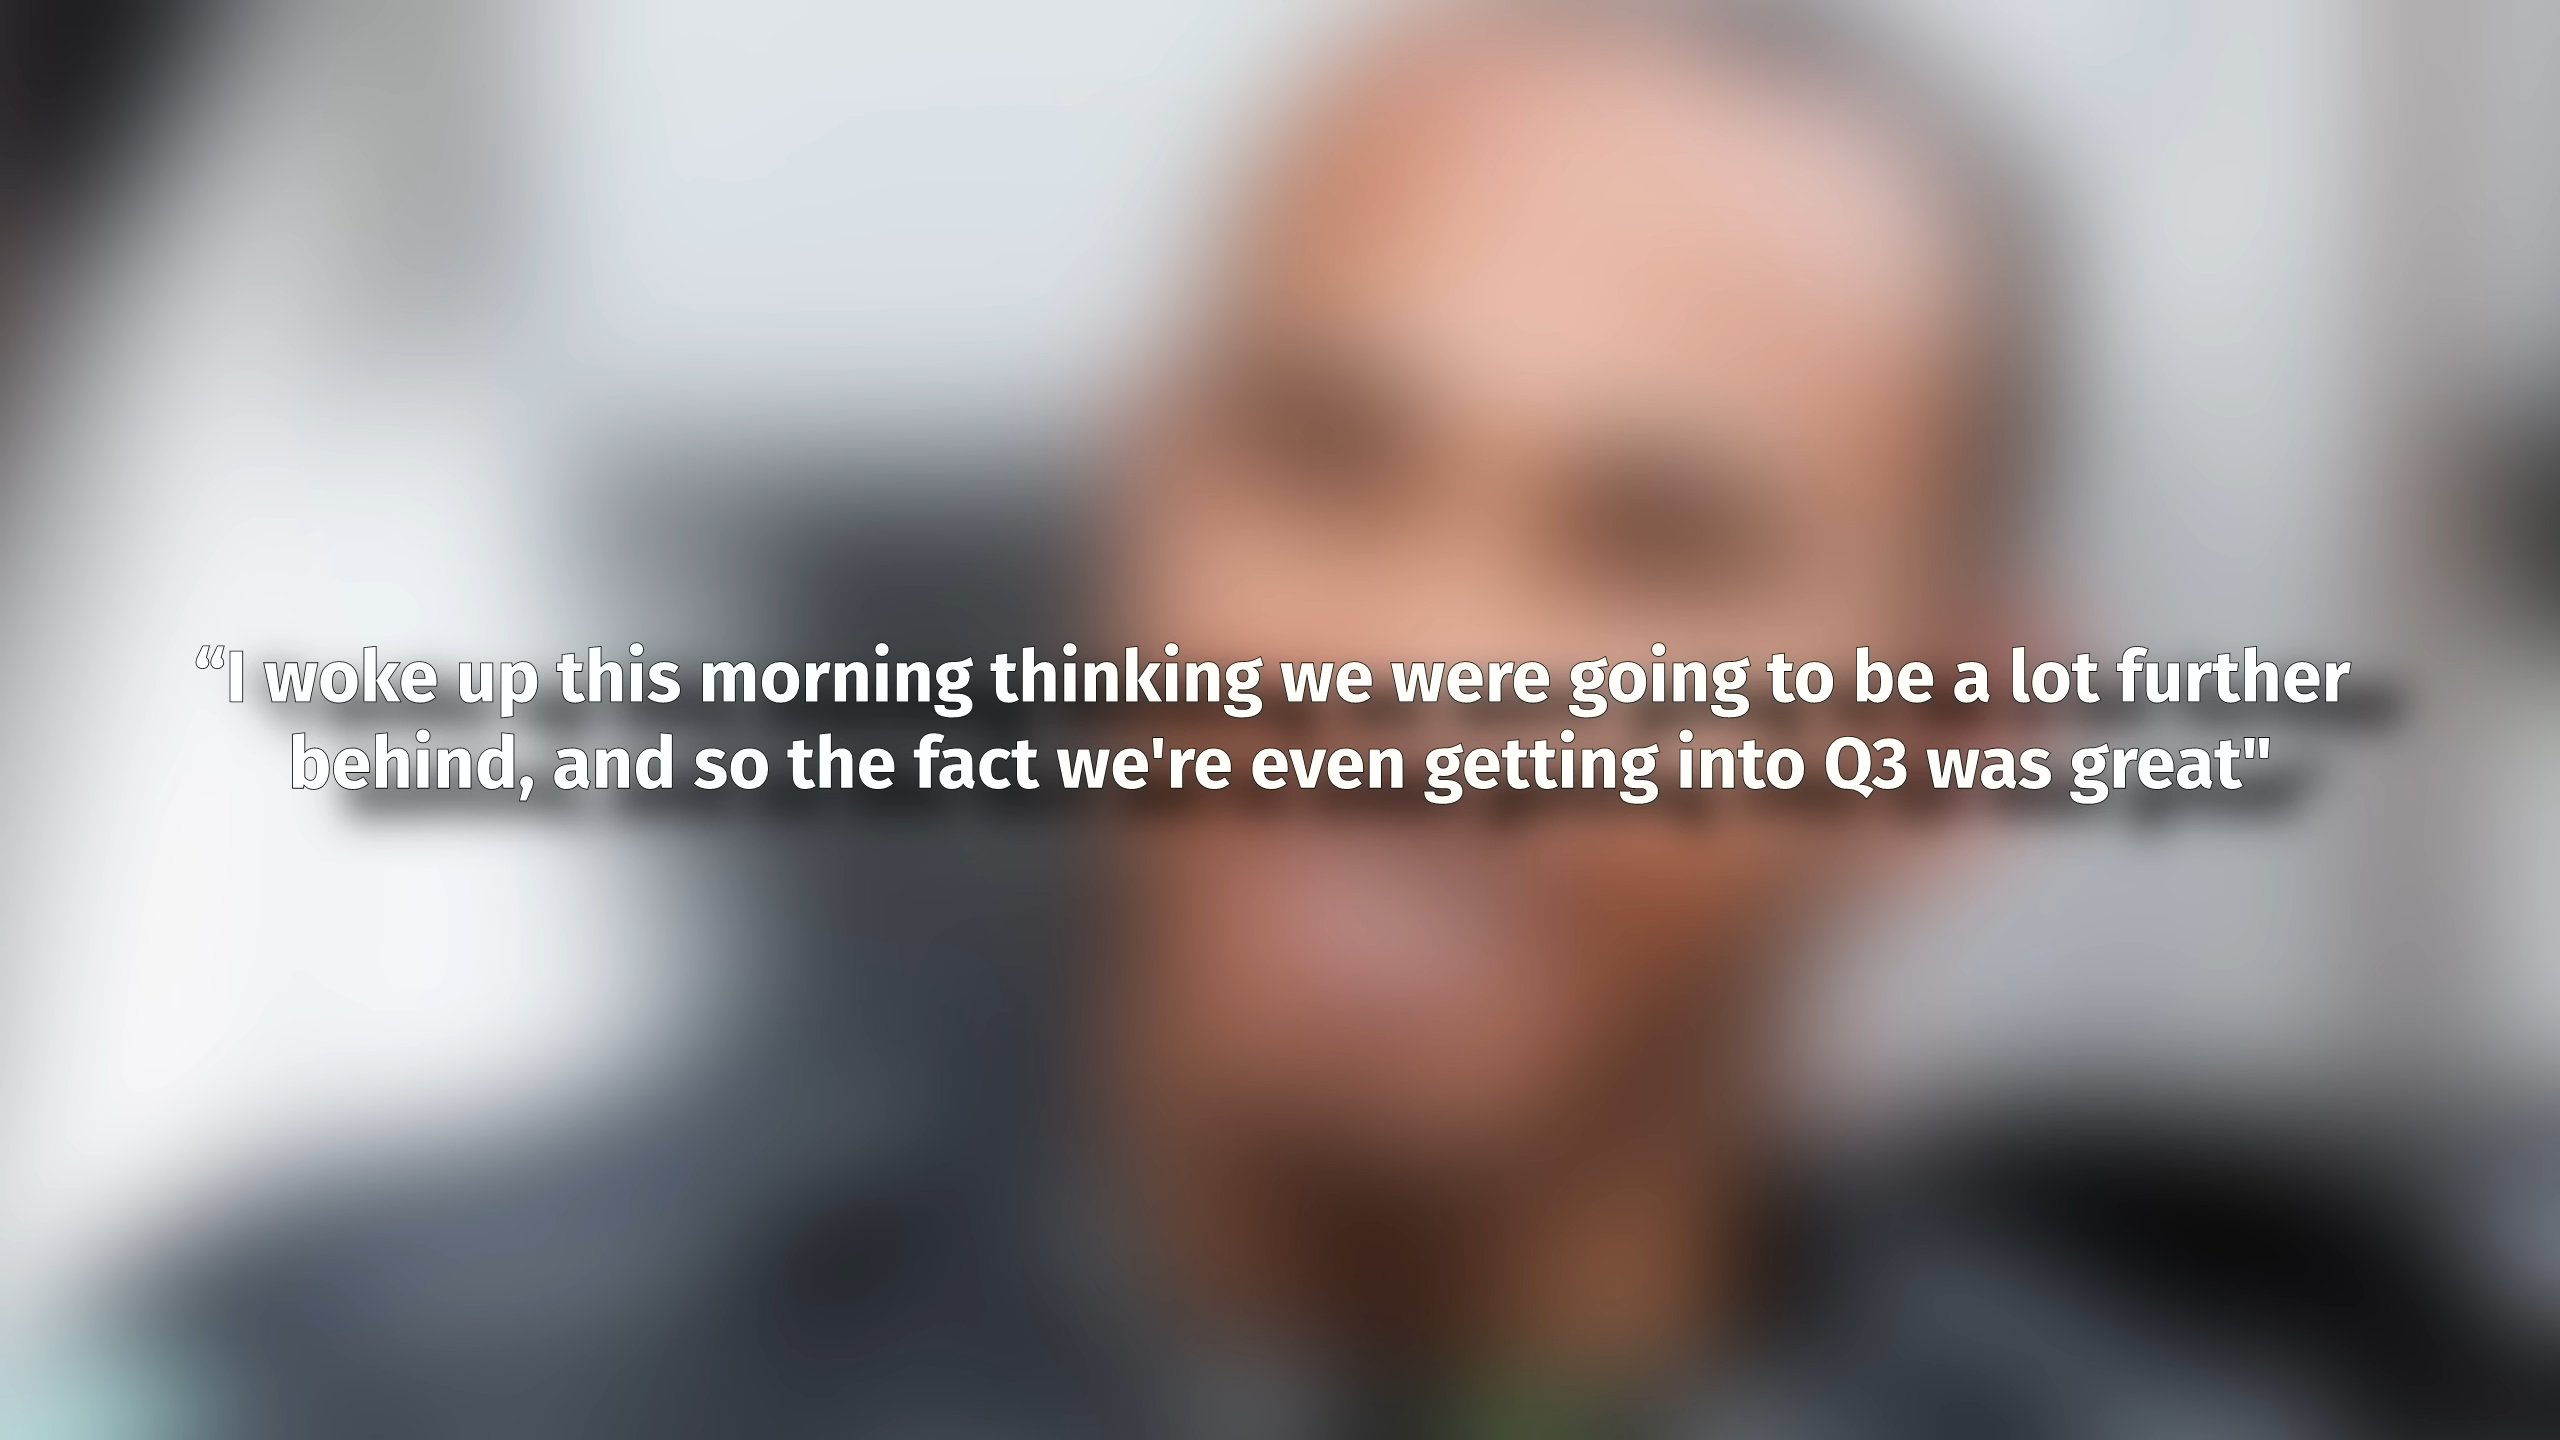 “I woke up this morning thinking we were going to be a lot further
behind, and so the fact we're even getting into Q3 was great"